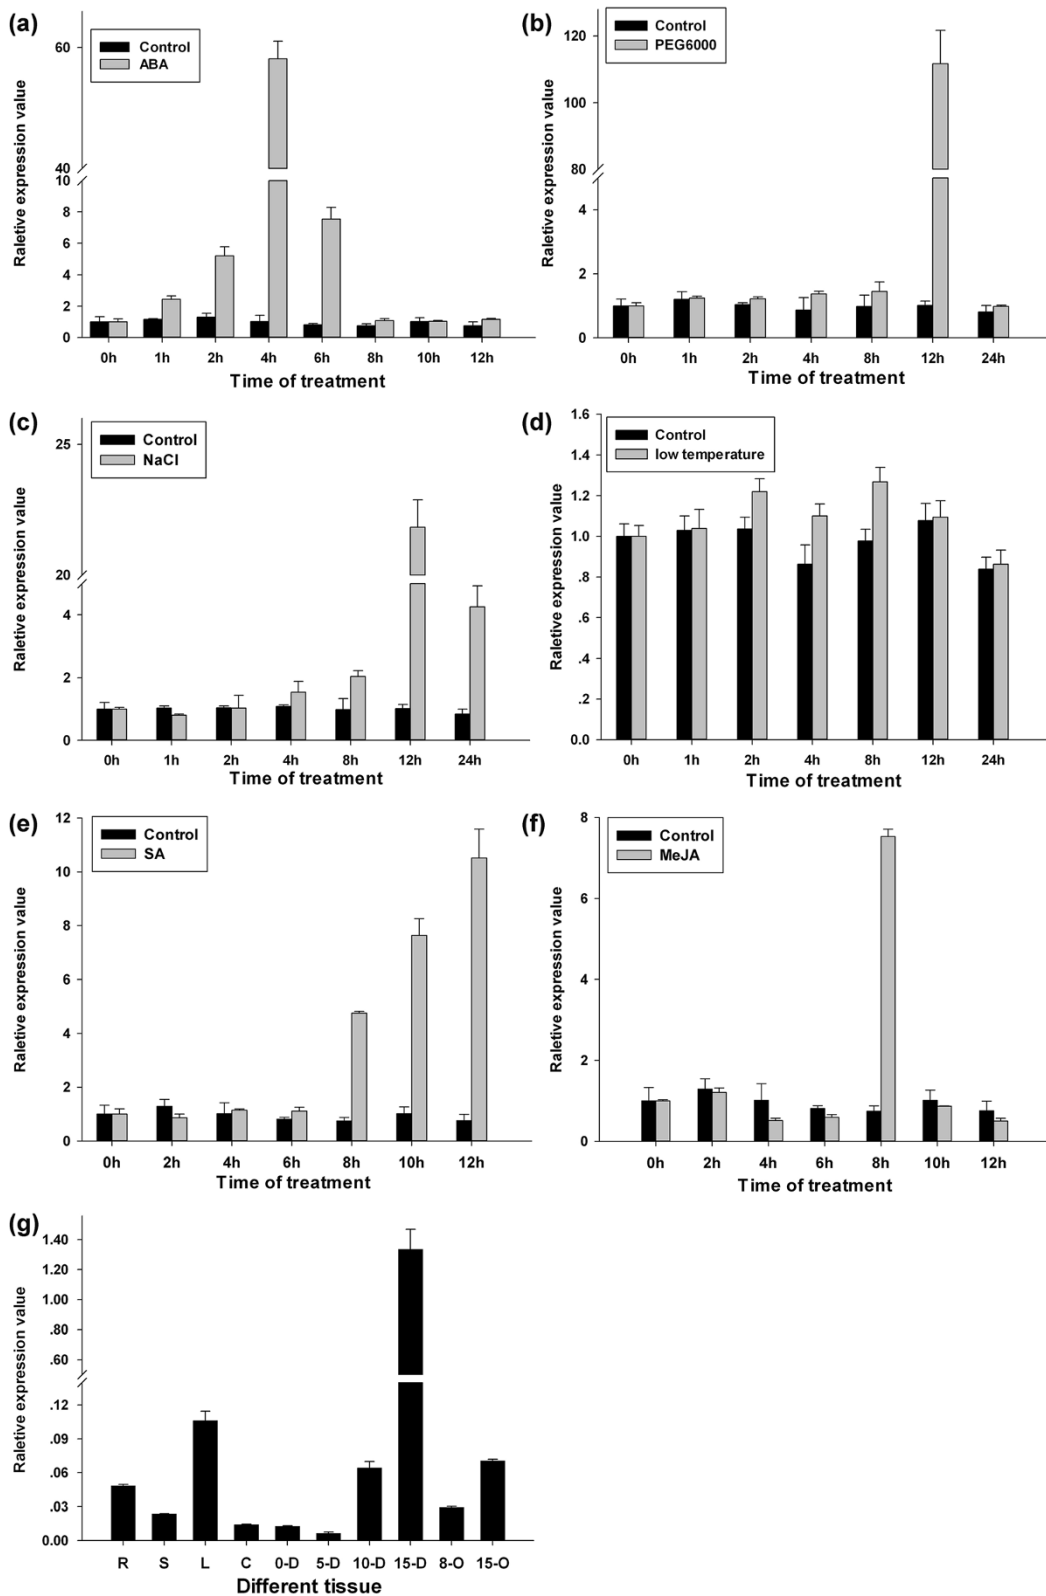 (a)
Control
ABA
Raletive expression value
60
40
10
8
6
4
2
0
0h 1h 2h 4h 6h 8h 10h 12h
Time of treatment
(b)
Control
PEG6000
Raletive expression value
120
100
80
4
2
0
0h 1h 2h 4h 8h 12h 24h
Time of treatment
(c)
Control
NaCl
Raletive expression value
25
20
4
2
0
0h 1h 2h 4h 8h 12h 24h
Time of treatment
(d)
Control
low temperature
Raletive expression value
1.6
1.4
1.2
1.0
.8
.6
.4
.2
0.0
0h 1h 2h 4h 8h 12h 24h
Time of treatment
(e)
Control
SA
Raletive expression value
12
10
8
6
4
2
0
0h 2h 4h 6h 8h 10h 12h
Time of treatment
(f)
Control
MeJA
Raletive expression value
8
6
4
2
0
0h 2h 4h 6h 8h 10h 12h
Time of treatment
(g)
Raletive expression value
1.40
1.20
1.00
.80
.60
.12
.09
.06
.03
0.00
R S L C 0-D 5-D 10-D 15-D 8-O 15-O
Different tissue